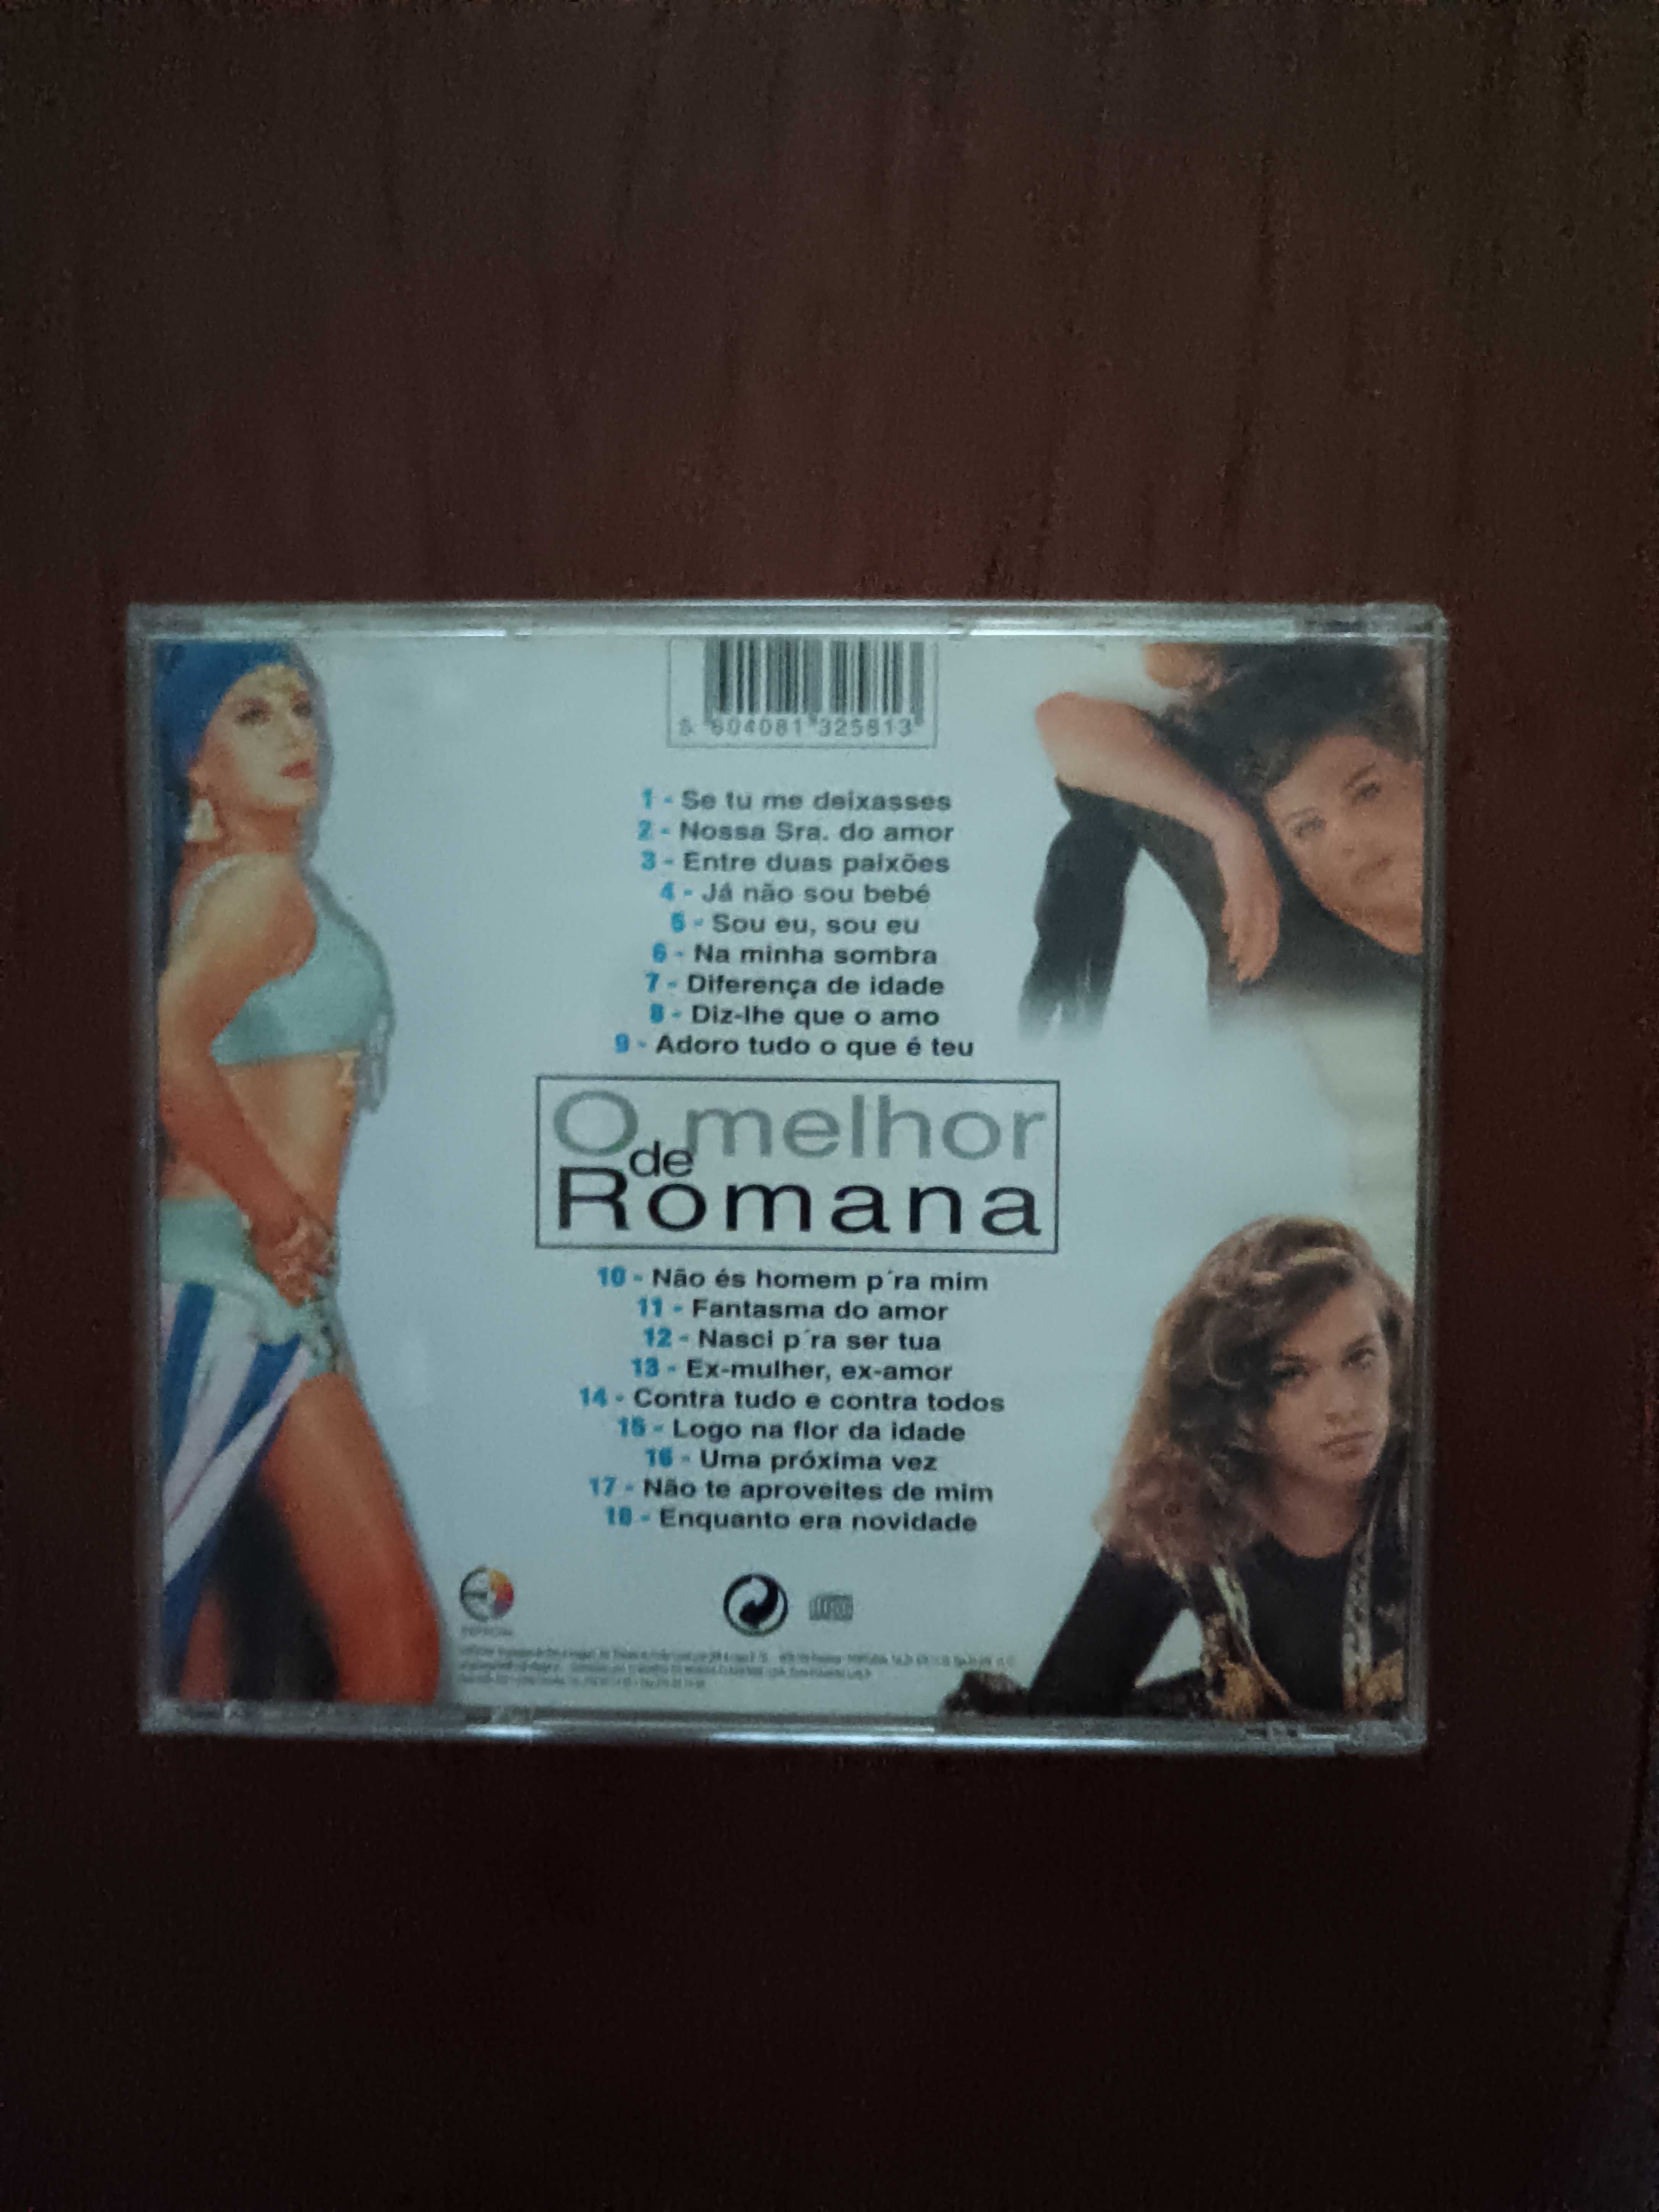 5 604081 325813
1 - Se tu me deixasses
2 - Nossa Sra. do amor
3 - Entre duas paixões
4 - Já não sou bebé
5 - Sou eu, sou eu
6 - Na minha sombra
7 - Diferença de idade
8 - Diz-lhe que o amo
9 - Adoro tudo o que é teu
O melhor
de
Romana
10 - Não és homem p´ra mim
11 - Fantasma do amor
12 - Nasci p´ra ser tua
13 - Ex-mulher, ex-amor
14 - Contra tudo e contra todos
15 - Logo na flor da idade
16 - Uma próxima vez
17 - Não te aproveites de mim
18 - Enquanto era novidade